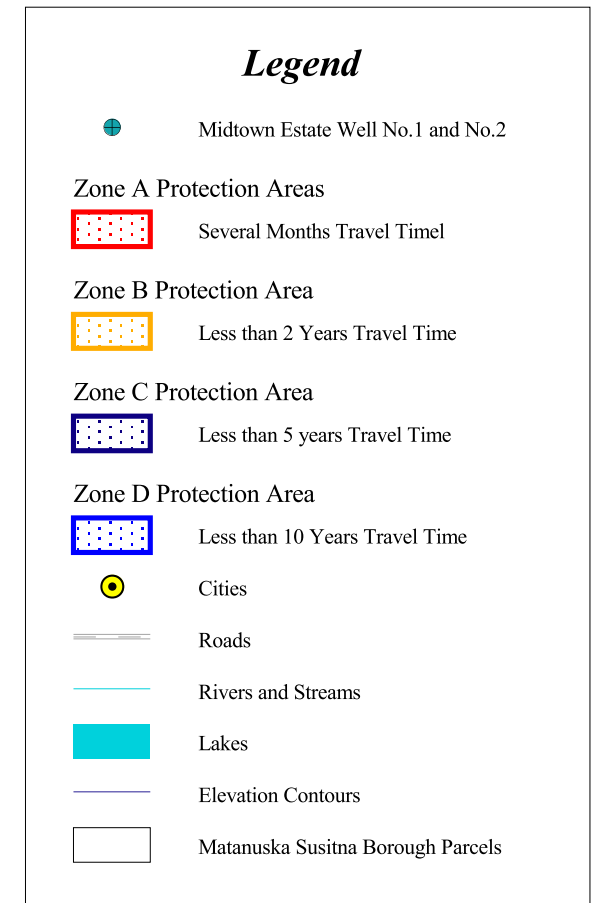 Legend
Midtown Estate Well No.1 and No.2
Zone A Protection Areas
Several Months Travel Timel
Zone B Protection Area
Less than 2 Years Travel Time
Zone C Protection Area
Less than 5 years Travel Time
Zone D Protection Area
Less than 10 Years Travel Time
Cities
Roads
Rivers and Streams
Lakes
Elevation Contours
Matanuska Susitna Borough Parcels